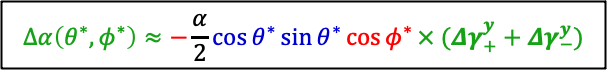 Δα(θ*, ϕ*) ≈ −α/2 cos θ* sin θ* cos ϕ* × (Δγ₊ʸ + Δγ₋ʸ)